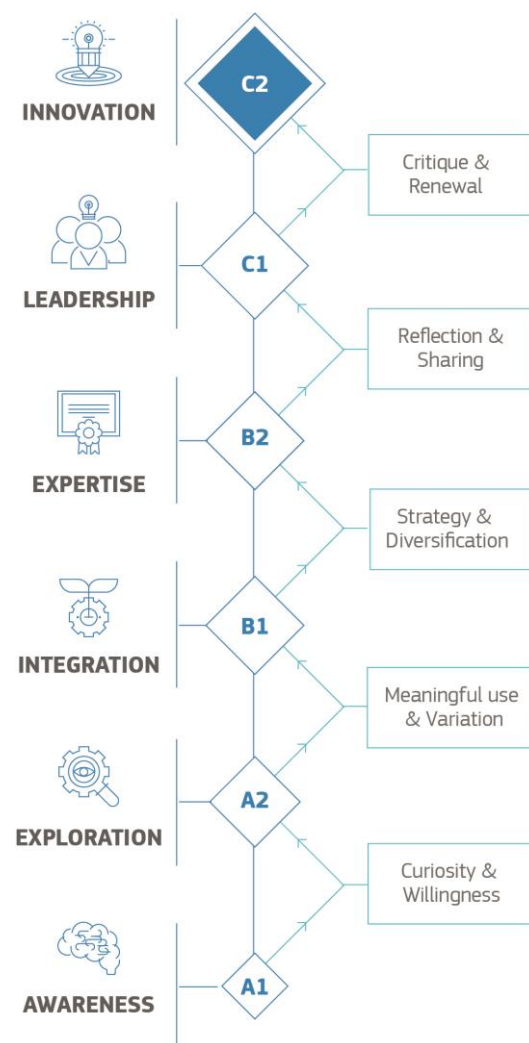 C2
INNOVATION
Critique &
Renewal
C1
LEADERSHIP
Reflection &
Sharing
B2
EXPERTISE
Strategy &
Diversification
B1
INTEGRATION
Meaningful use
& Variation
A2
EXPLORATION
Curiosity &
Willingness
A1
AWARENESS